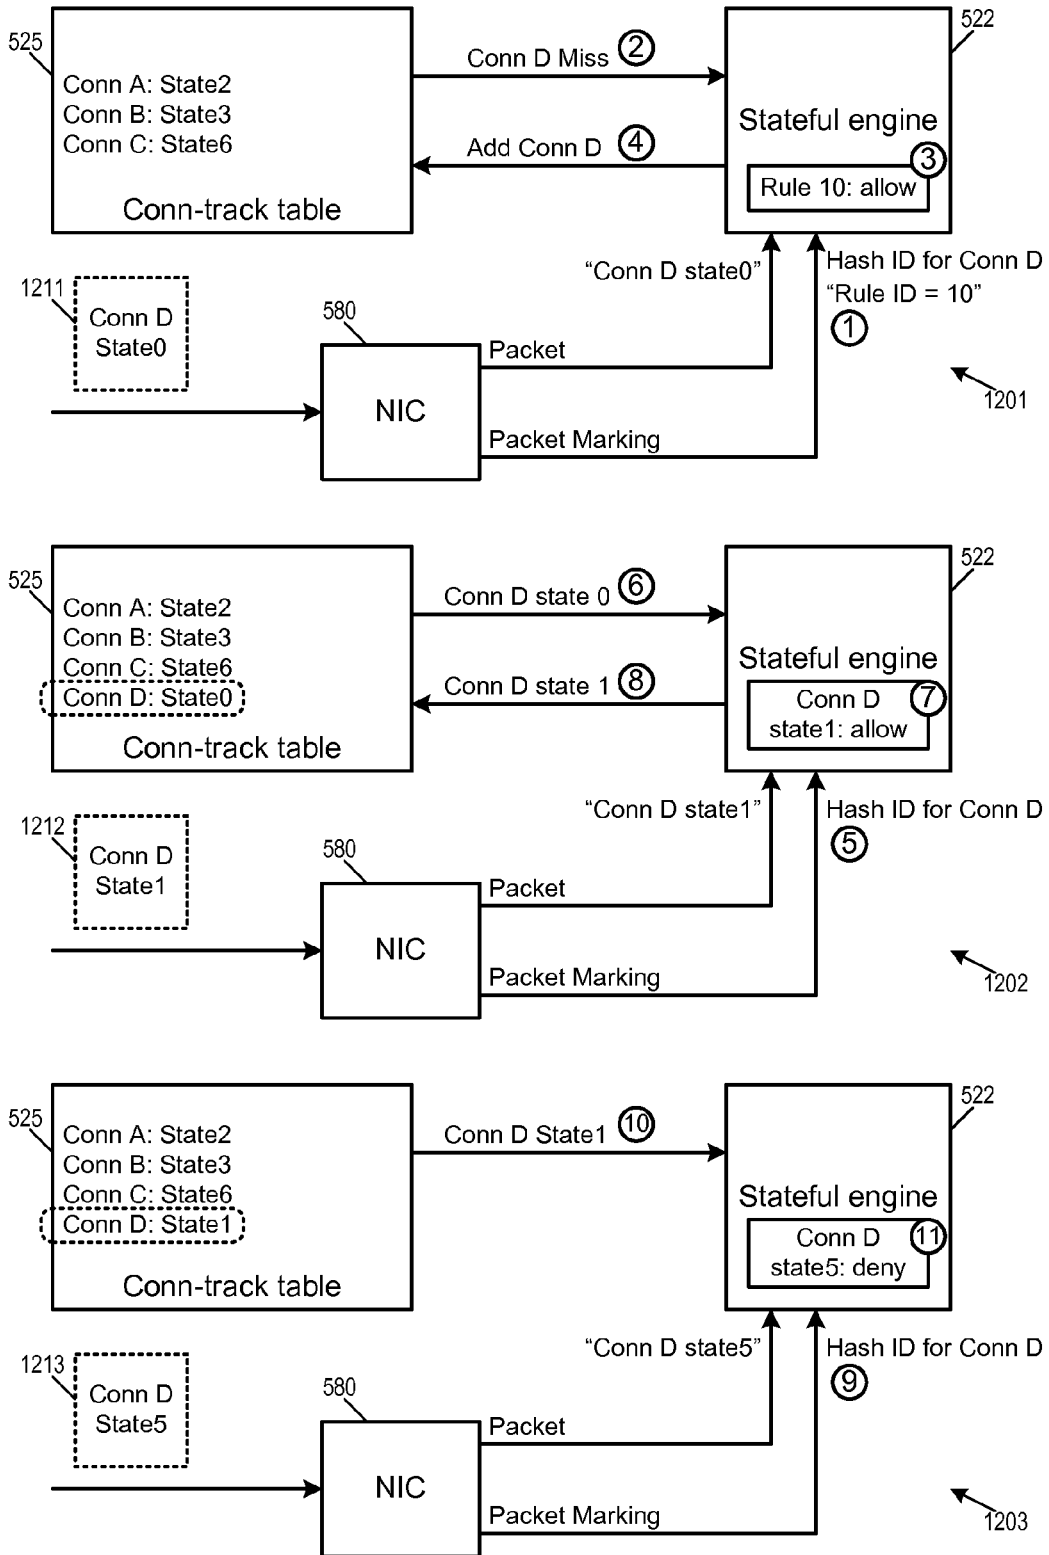 525
522
Conn D Miss ②
Conn A: State2
Conn B: State3
Conn C: State6
Stateful engine
Add Conn D ④
③
Rule 10: allow
Conn-track table
"Conn D state0"
Hash ID for Conn D
"Rule ID = 10"
①
1211
Conn D
State0
580
Packet
NIC
Packet Marking
1201
525
522
Conn D state 0 ⑥
Conn A: State2
Conn B: State3
Conn C: State6
Conn D: State0
Stateful engine
Conn D state 1 ⑧
Conn D ⑦
state1: allow
Conn-track table
"Conn D state1"
Hash ID for Conn D
⑤
1212
Conn D
State1
580
Packet
NIC
Packet Marking
1202
525
522
Conn D State1 ⑩
Conn A: State2
Conn B: State3
Conn C: State6
Conn D: State1
Stateful engine
Conn D ⑪
state5: deny
Conn-track table
"Conn D state5"
Hash ID for Conn D
⑨
1213
Conn D
State5
580
Packet
NIC
Packet Marking
1203